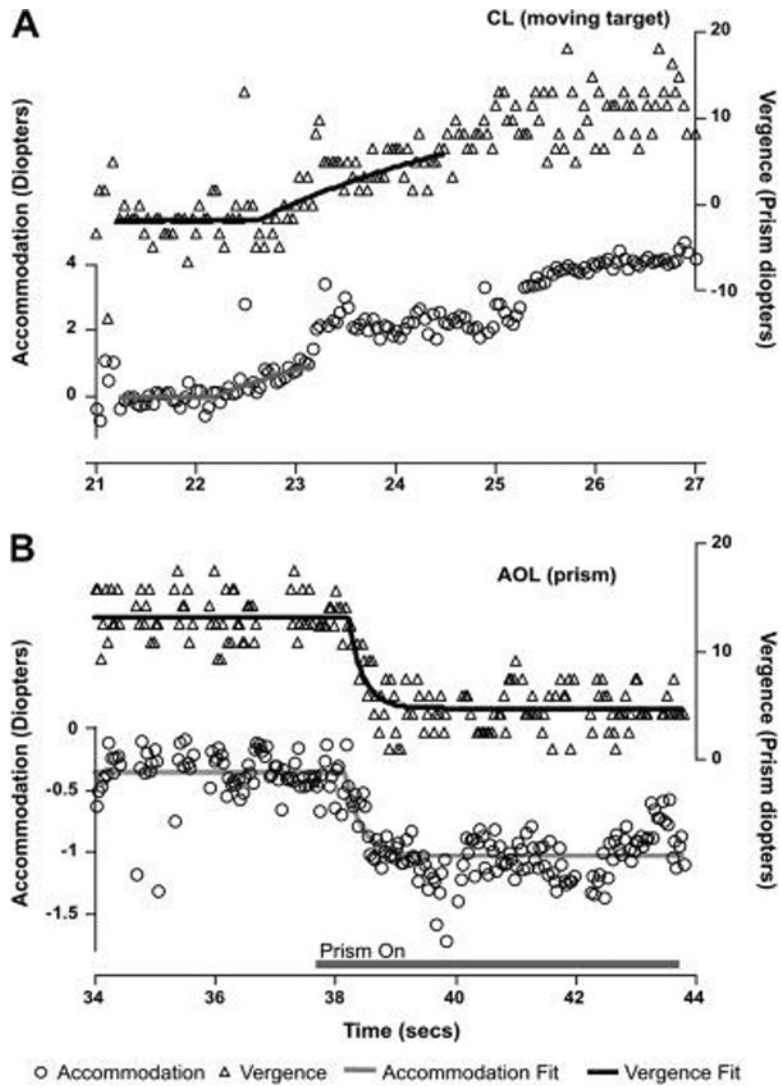 A
CL (moving target)
20
10
0
-10
Vergence (Prism diopters)
Accommodation (Diopters)
4
2
0
21 22 23 24 25 26 27
B
AOL (prism)
20
10
0
Vergence (Prism diopters)
Accommodation (Diopters)
0
-0.5
-1
-1.5
Prism On
34 36 38 40 42 44
Time (secs)
Accommodation Vergence Accommodation Fit Vergence Fit